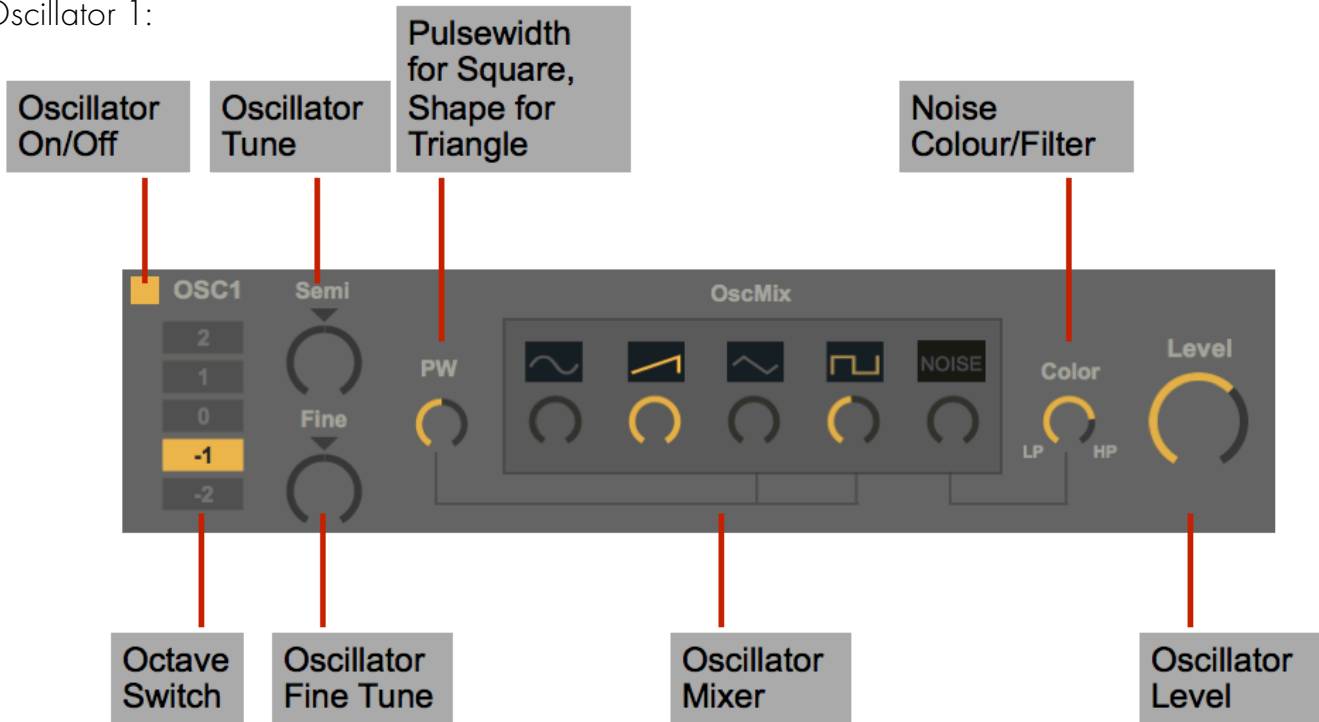 Oscillator 1:
Pulsewidth
for Square,
Shape for
Triangle
Oscillator
On/Off
Oscillator
Tune
Noise
Colour/Filter
OSC1
Semi
OscMix
2
1
0
-1
-2
Fine
PW
NOISE
Color
LP
HP
Level
Octave
Switch
Oscillator
Fine Tune
Oscillator
Mixer
Oscillator
Level